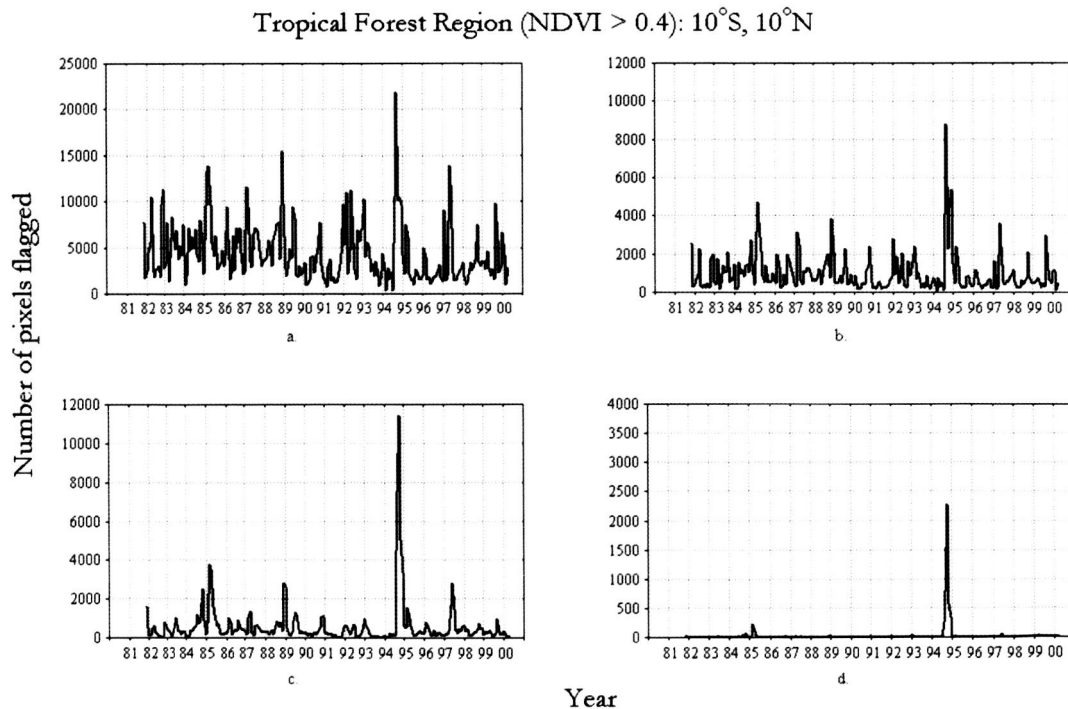 Tropical Forest Region (NDVI > 0.4): 10°S, 10°N
Number of pixels flagged
25000
20000
15000
10000
5000
0
81 82 83 84 85 86 87 88 89 90 91 92 93 94 95 96 97 98 99 00
a.
12000
10000
8000
6000
4000
2000
0
81 82 83 84 85 86 87 88 89 90 91 92 93 94 95 96 97 98 99 00
b.
12000
10000
8000
6000
4000
2000
0
81 82 83 84 85 86 87 88 89 90 91 92 93 94 95 96 97 98 99 00
c.
4000
3500
3000
2500
2000
1500
1000
500
0
81 82 83 84 85 86 87 88 89 90 91 92 93 94 95 96 97 98 99 00
d.
Year